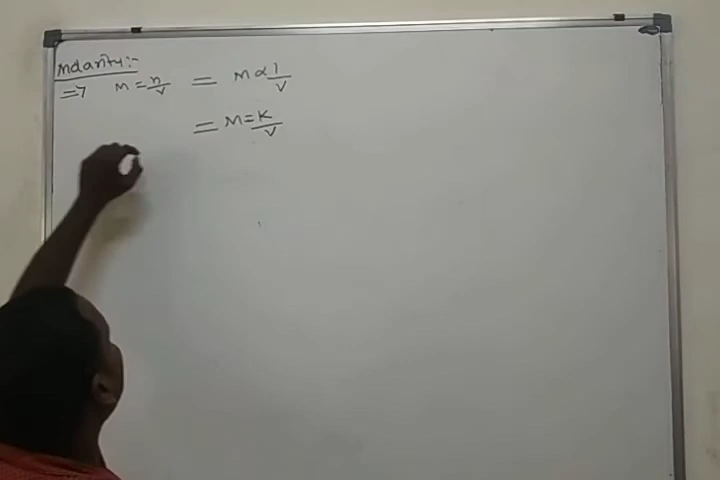 Molarity:-
=> M = n/V = M ∝ 1/V
= M = K/V